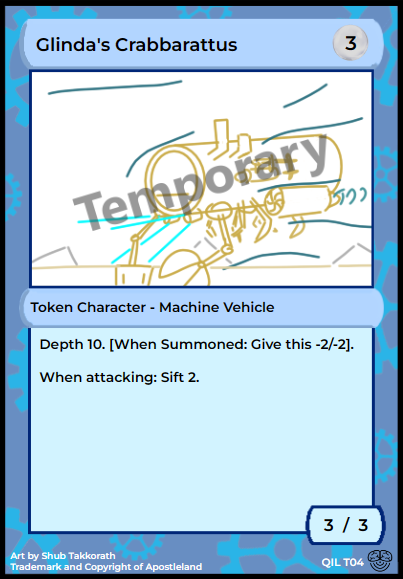 Glinda's Crabbarattus
3
Temporary
Token Character - Machine Vehicle
Depth 10. [When Summoned: Give this -2/-2].
When attacking: Sift 2.
3 / 3
Art by Shub Takkorath
Trademark and Copyright of Apostleland
QIL T04